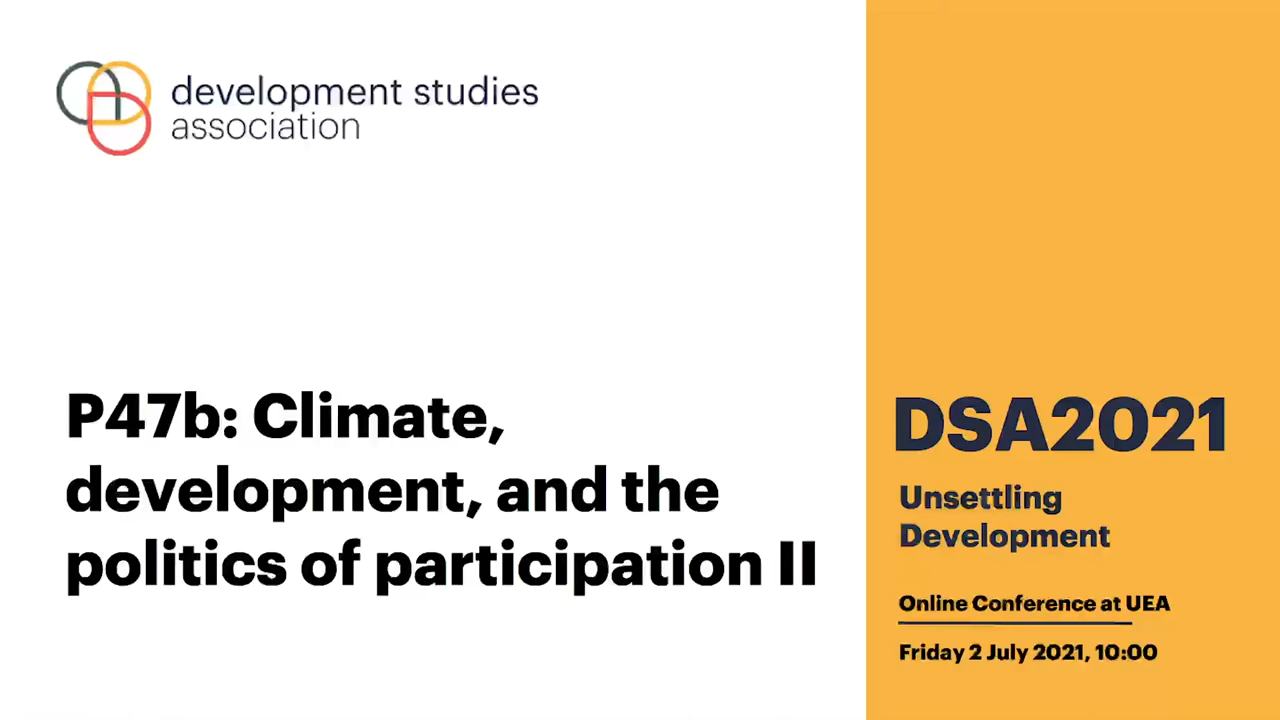 development studies
association
P47b: Climate,
development, and the
politics of participation II
DSA2021
Unsettling
Development
Online Conference at UEA
Friday 2 July 2021, 10:00